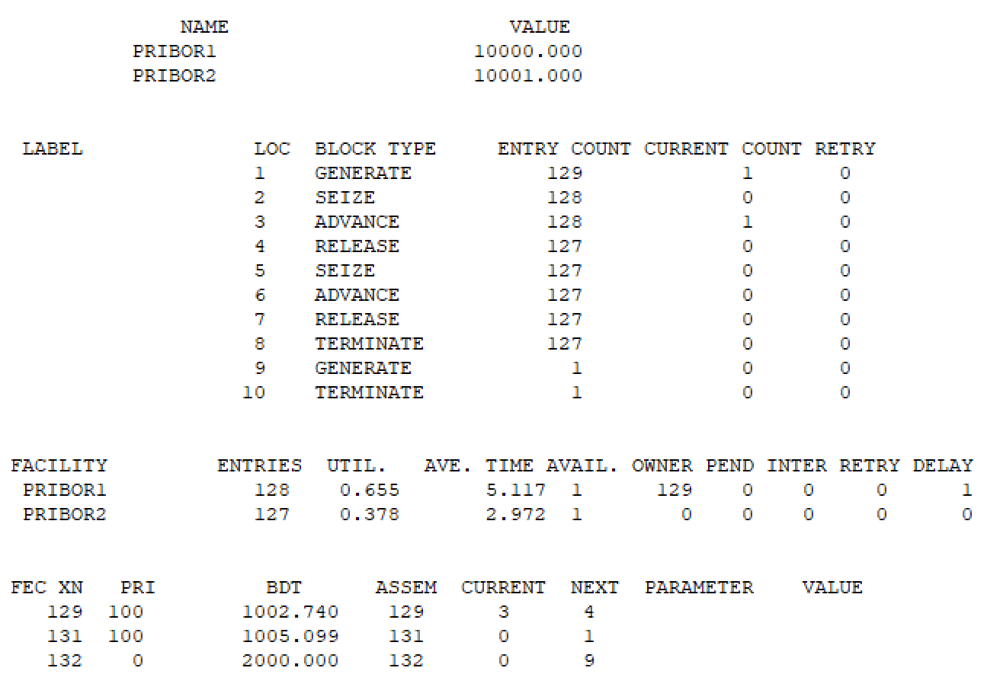 NAME VALUE
PRIBOR1 10000.000
PRIBOR2 10001.000
LABEL LOC BLOCK TYPE ENTRY COUNT CURRENT COUNT RETRY
1 GENERATE 129 1 0
2 SEIZE 128 0 0
3 ADVANCE 128 1 0
4 RELEASE 127 0 0
5 SEIZE 127 0 0
6 ADVANCE 127 0 0
7 RELEASE 127 0 0
8 TERMINATE 127 0 0
9 GENERATE 1 0 0
10 TERMINATE 1 0 0
FACILITY ENTRIES UTIL. AVE. TIME AVAIL. OWNER PEND INTER RETRY DELAY
PRIBOR1 128 0.655 5.117 1 129 0 0 0 1
PRIBOR2 127 0.378 2.972 1 0 0 0 0 0
FEC XN PRI BDT ASSEM CURRENT NEXT PARAMETER VALUE
129 100 1002.740 129 3 4
131 100 1005.099 131 0 1
132 0 2000.000 132 0 9